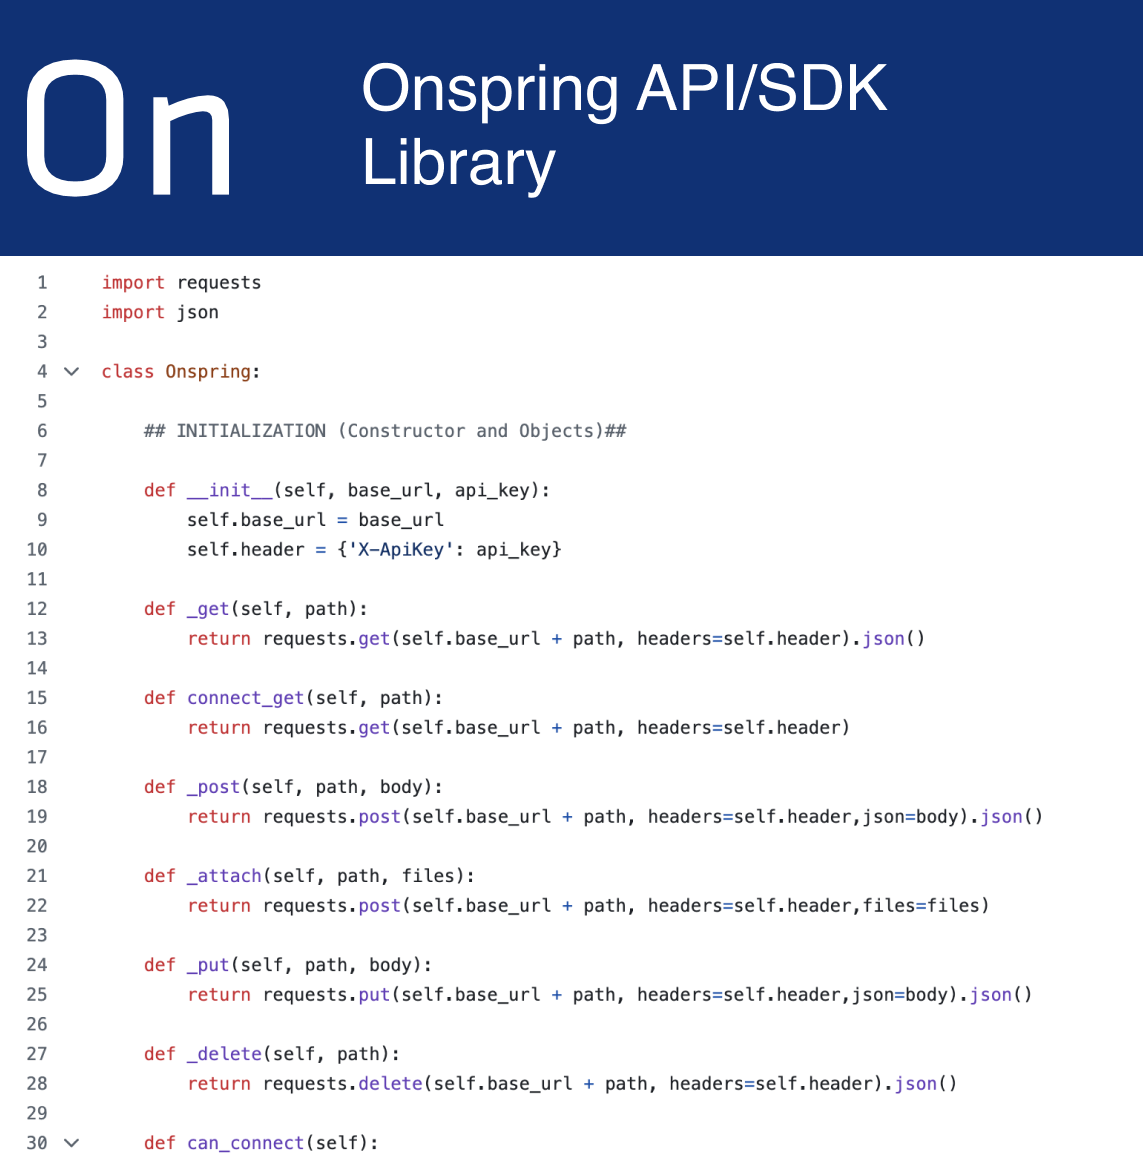 On
Onspring API/SDK
Library
1 import requests
2 import json
3
4 class Onspring:
5
6     ## INITIALIZATION (Constructor and Objects)##
7
8     def __init__(self, base_url, api_key):
9         self.base_url = base_url
10         self.header = {'X-ApiKey': api_key}
11
12     def _get(self, path):
13         return requests.get(self.base_url + path, headers=self.header).json()
14
15     def connect_get(self, path):
16         return requests.get(self.base_url + path, headers=self.header)
17
18     def _post(self, path, body):
19         return requests.post(self.base_url + path, headers=self.header,json=body).json()
20
21     def _attach(self, path, files):
22         return requests.post(self.base_url + path, headers=self.header,files=files)
23
24     def _put(self, path, body):
25         return requests.put(self.base_url + path, headers=self.header,json=body).json()
26
27     def _delete(self, path):
28         return requests.delete(self.base_url + path, headers=self.header).json()
29
30     def can_connect(self):